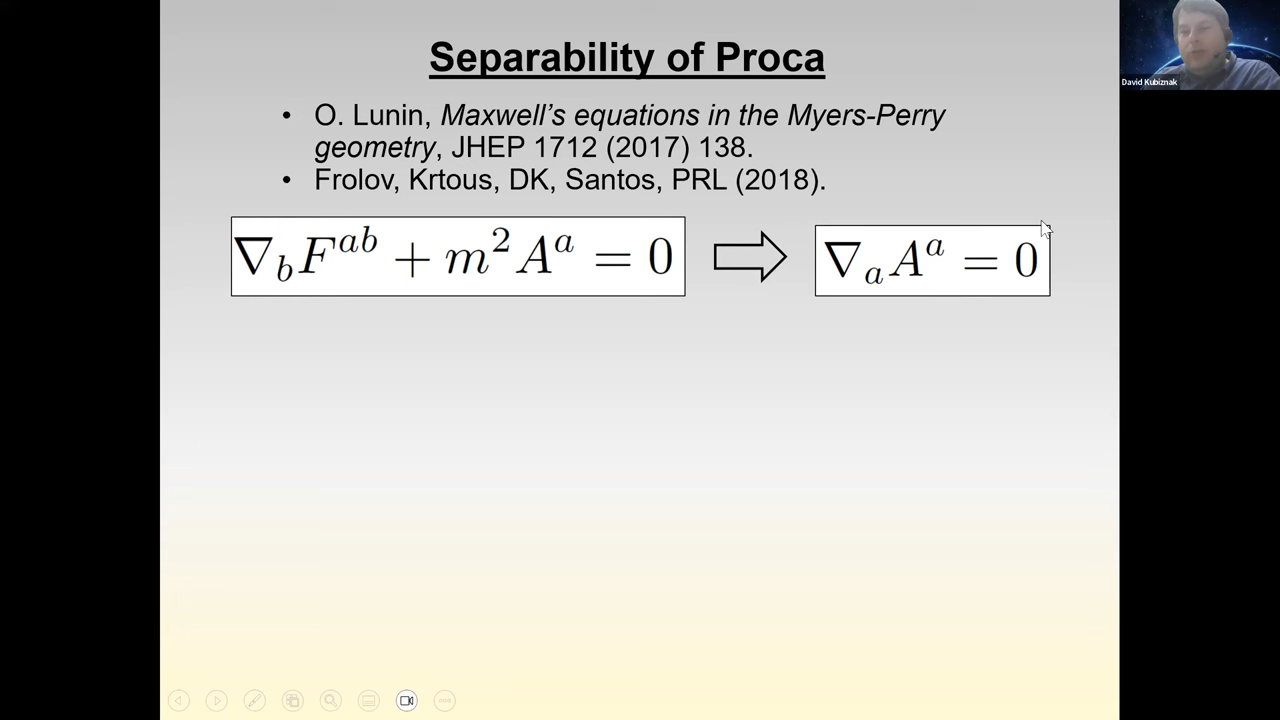 Separability of Proca
• O. Lunin, Maxwell's equations in the Myers-Perry
geometry, JHEP 1712 (2017) 138.
• Frolov, Krtous, DK, Santos, PRL (2018).
∇_b F^{ab} + m^2 A^a = 0 ⇨ ∇_a A^a = 0
David Kubiznak